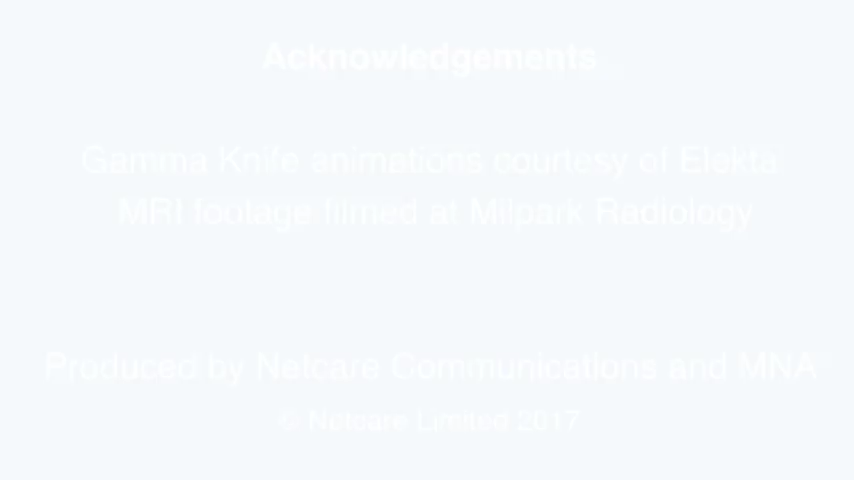 Acknowledgements
Gamma Knife animations courtesy of Elekta
MRI footage filmed at Milpark Radiology
Produced by Netcare Communications and MNA
© Netcare Limited 2017